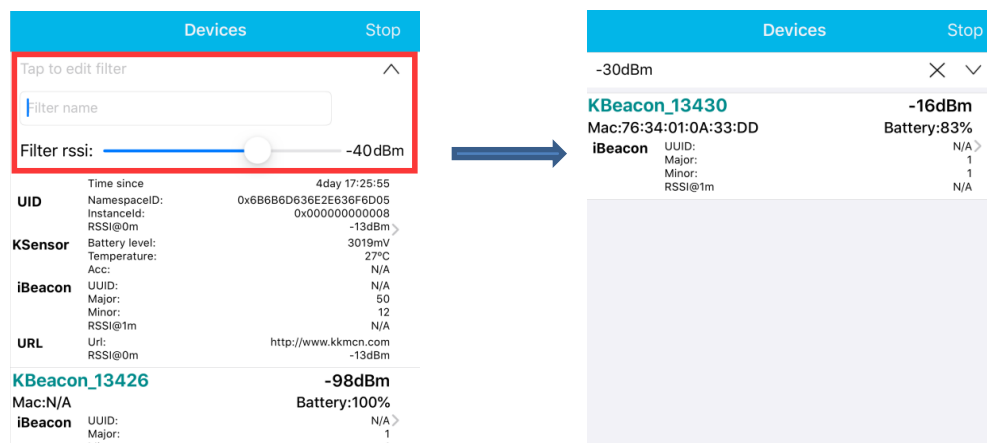 Devices Stop
Tap to edit filter
Filter name
Filter rssi: -40dBm
Time since 4day 17:25:55
UID NamespaceID: 0x6B6B6D636E2E636F6D05
InstanceId: 0x000000000008
RSSI@0m -13dBm
KSensor Battery level: 3019mV
Temperature: 27ºC
Acc: N/A
iBeacon UUID: N/A
Major: 50
Minor: 12
RSSI@1m N/A
URL Url: http://www.kkmcn.com
RSSI@0m -13dBm
KBeacon_13426 -98dBm
Mac:N/A Battery:100%
iBeacon UUID: N/A
Major: 1
Devices Stop
-30dBm
KBeacon_13430 -16dBm
Mac:76:34:01:0A:33:DD Battery:83%
iBeacon UUID: N/A
Major: 1
Minor: 1
RSSI@1m N/A